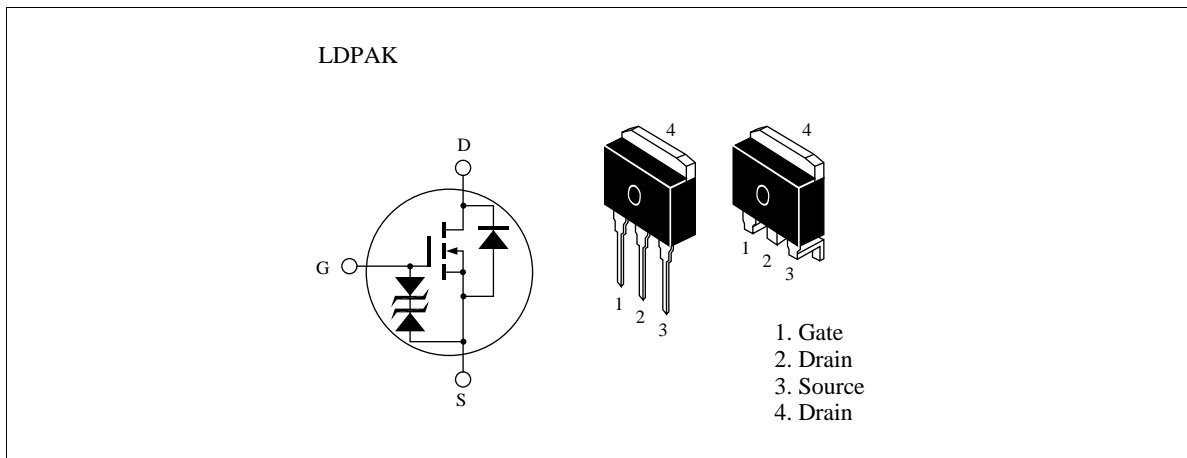 LDPAK
D
G
S
4
1
2
3
4
1
2
3
1. Gate
2. Drain
3. Source
4. Drain